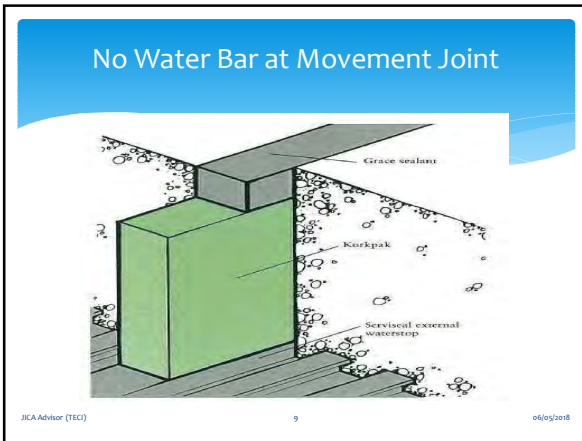 No Water Bar at Movement Joint
Grace sealant
Korkpak
Serviseal external
waterstop
JICA Advisor (TECI)
9
06/05/2018